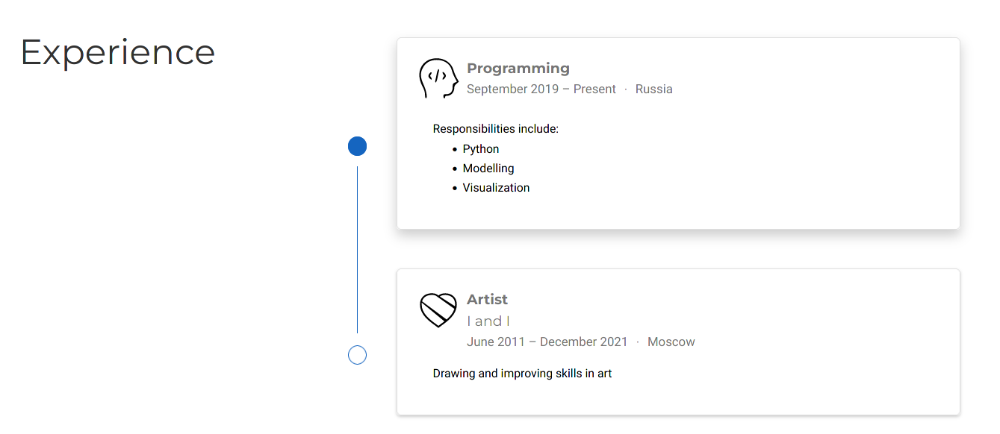 Experience
Programming
September 2019 – Present · Russia
Responsibilities include:
• Python
• Modelling
• Visualization
Artist
I and I
June 2011 – December 2021 · Moscow
Drawing and improving skills in art